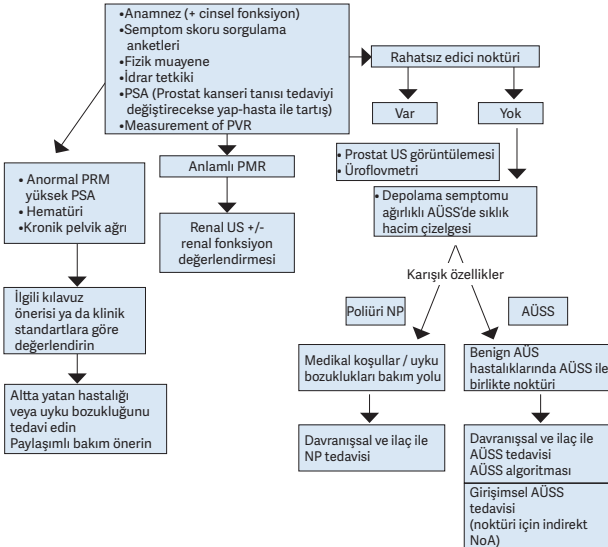 •Anamnez (+ cinsel fonksiyon)
•Semptom skoru sorgulama
anketleri
•Fizik muayene
•İdrar tetkiki
•PSA (Prostat kanseri tanısı tedaviyi
değiştirecekse yap-hasta ile tartış)
•Measurement of PVR
Rahatsız edici noktüri
Var
Yok
• Prostat US görüntülemesi
• Üroflovmetri
• Depolama semptomu
ağırlıklı AÜSS’de sıklık
hacim çizelgesi
• Anormal PRM
yüksek PSA
• Hematüri
•Kronik pelvik ağrı
Anlamlı PMR
Renal US +/-
renal fonksiyon
değerlendirmesi
Karışık özellikler
İlgili kılavuz
önerisi ya da klinik
standartlara göre
değerlendirin
Poliüri NP
AÜSS
Medikal koşullar / uyku
bozuklukları bakım yolu
Benign AÜS
hastalıklarında AÜSS ile
birlikte noktüri
Altta yatan hastalığı
veya uyku bozukluğunu
tedavi edin
Paylaşımlı bakım önerin
Davranışsal ve ilaç ile
NP tedavisi
Davranışsal ve ilaç ile
AÜSS tedavisi
AÜSS algoritması
Girişimsel AÜSS
tedavisi
(noktüri için indirekt
NoA)